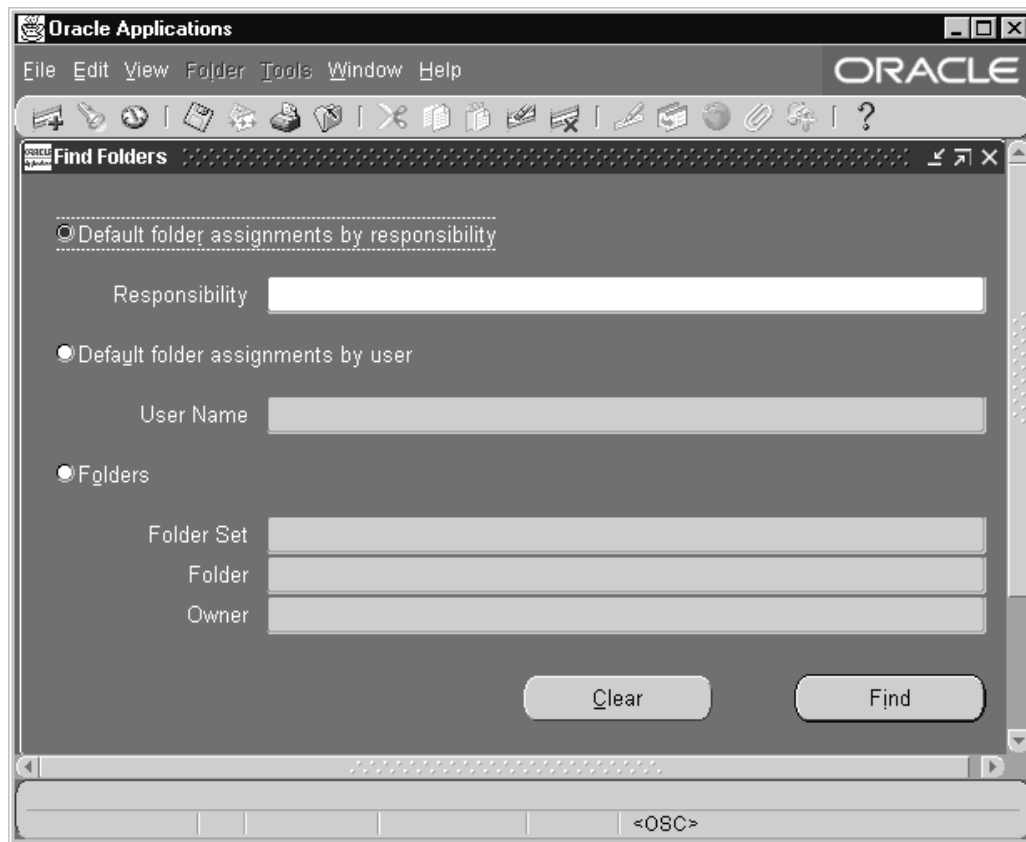 Oracle Applications
File Edit View Folder Tools Window Help
ORACLE
?
Find Folders
Default folder assignments by responsibility
Responsibility
Default folder assignments by user
User Name
Folders
Folder Set
Folder
Owner
Clear
Find
<OSC>